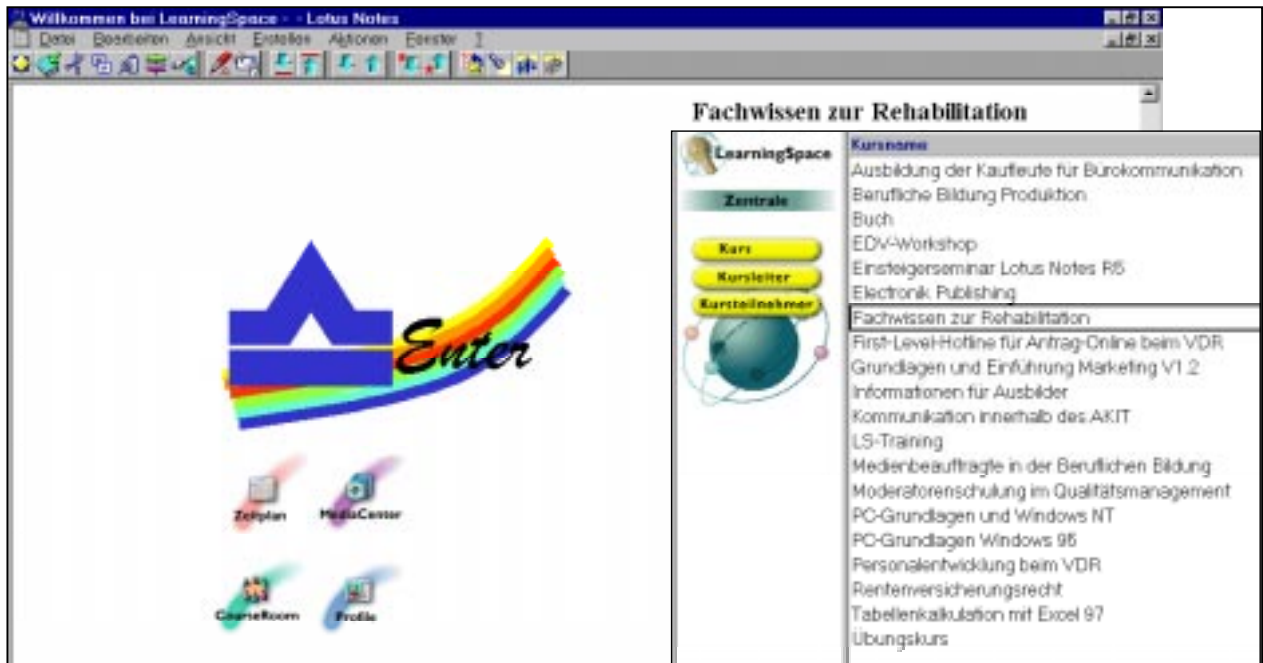 Willkommen bei LearningSpace - - Lotus Notes
Datei Bearbeiten Ansicht Erstellen Aktionen Fenster ?
Fachwissen zur Rehabilitation
Enter
Zeitplan MediaCenter
CourseRoom Profile
LearningSpace
Zentrale
Kurs
Kursleiter
Kursteilnehmer
Kursname
Ausbildung der Kaufleute für Bürokommunikation
Berufliche Bildung Produktion
Buch
EDV-Workshop
Einsteigerseminar Lotus Notes R5
Electronik Publishing
Fachwissen zur Rehabilitation
First-Level-Hotline für Antrag-Online beim VDR
Grundlagen und Einführung Marketing V1.2
Informationen für Ausbilder
Kommunikation innerhalb des AKIT
LS-Training
Medienbeauftragte in der Beruflichen Bildung
Moderatorenschulung im Qualitätsmanagement
PC-Grundlagen und Windows NT
PC-Grundlagen Windows 95
Personalentwicklung beim VDR
Rentenversicherungsrecht
Tabellenkalkulation mit Excel 97
Übungskurs